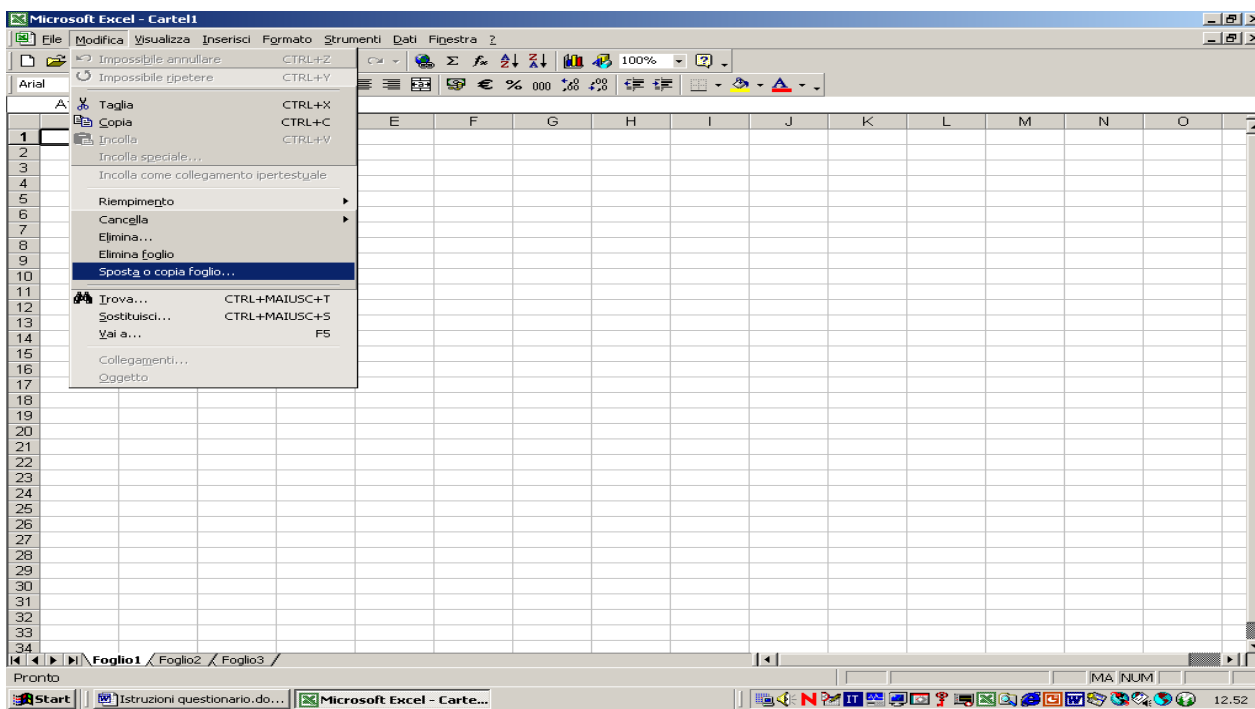 Microsoft Excel - Cartel1
File Modifica Visualizza Inserisci Formato Strumenti Dati Finestra ?
100%
Arial
€ % 000
A
Impossibile annullare CTRL+Z
Impossibile ripetere CTRL+Y
Taglia CTRL+X
Copia CTRL+C
Incolla CTRL+V
Incolla speciale...
Incolla come collegamento ipertestuale
Riempimento
Cancella
Elimina...
Elimina foglio
Sposta o copia foglio...
Trova... CTRL+MAIUSC+T
Sostituisci... CTRL+MAIUSC+S
Vai a... F5
Collegamenti...
Oggetto
E F G H I J K L M N O
1
2
3
4
5
6
7
8
9
10
11
12
13
14
15
16
17
18
19
20
21
22
23
24
25
26
27
28
29
30
31
32
33
34
Foglio1 Foglio2 Foglio3
Pronto MA NUM
Start Istruzioni questionario.do... Microsoft Excel - Carte... IT 12.52